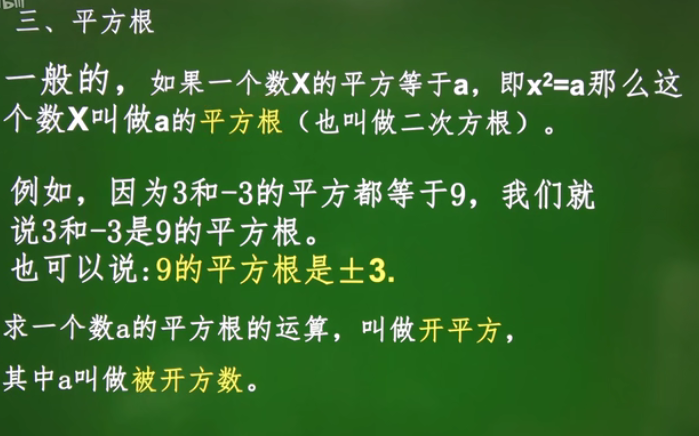 三、平方根
一般的，如果一个数X的平方等于a，即x²=a那么这
个数X叫做a的平方根（也叫做二次方根）。
例如，因为3和-3的平方都等于9，我们就
说3和-3是9的平方根。
也可以说:9的平方根是±3.
求一个数a的平方根的运算，叫做开平方，
其中a叫做被开方数。